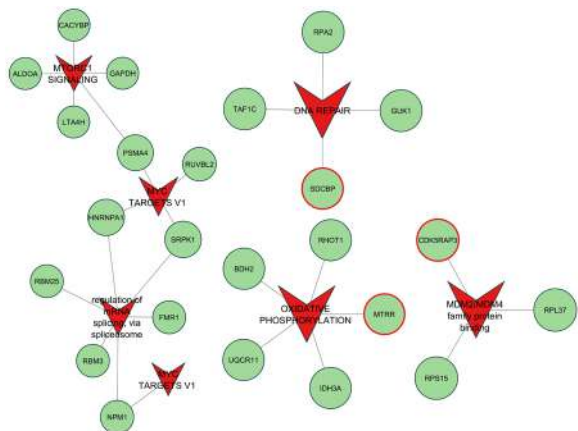 CACYBP
ALDOA
MTORC1
SIGNALING
GAPDH
LTA4H
PSMA4
RUVBL2
MYC
TARGETS V1
HNRNPA1
SRPK1
RBM25
regulation of
mRNA
splicing, via
spliceosome
FMR1
RBM3
MYC
TARGETS V1
NPM1
RPA2
TAF1C
DNA REPAIR
GUK1
SDCBP
RHOT1
BDH2
OXIDATIVE
PHOSPHORYLATION
MTRR
UQCR11
IDH3A
CDK5RAP3
MDM2/MDM4
family protein
binding
RPL37
RPS15